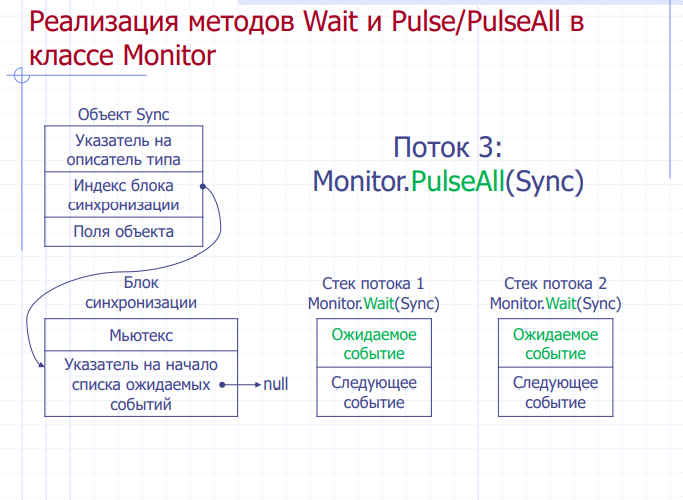 Реализация методов Wait и Pulse/PulseAll в
классе Monitor
Объект Sync
Указатель на
описатель типа
Индекс блока
синхронизации
Поля объекта
Поток 3:
Monitor.PulseAll(Sync)
Блок
синхронизации
Мьютекс
Указатель на начало
списка ожидаемых
событий
null
Стек потока 1
Monitor.Wait(Sync)
Ожидаемое
событие
Следующее
событие
Стек потока 2
Monitor.Wait(Sync)
Ожидаемое
событие
Следующее
событие